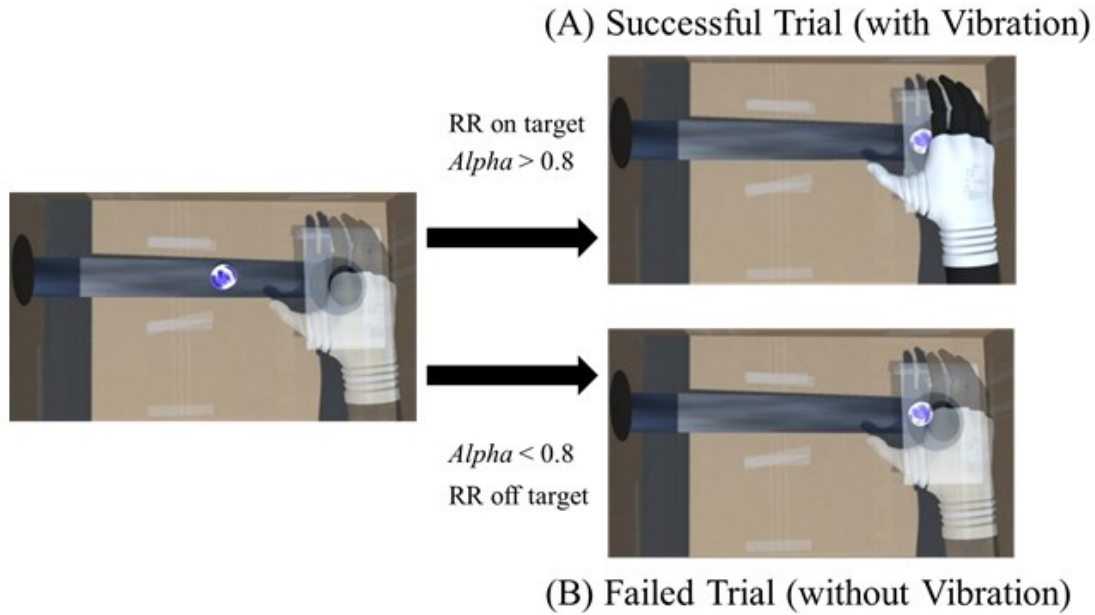 (A) Successful Trial (with Vibration)
RR on target
Alpha > 0.8
Alpha < 0.8
RR off target
(B) Failed Trial (without Vibration)